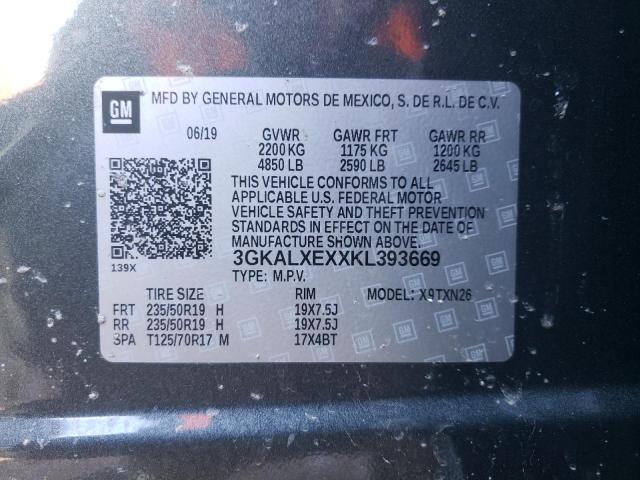 GM MFD BY GENERAL MOTORS DE MEXICO, S. DE R.L. DE C.V.
06/19 GVWR GAWR FRT GAWR RR
2200 KG 1175 KG 1200 KG
4850 LB 2590 LB 2645 LB
THIS VEHICLE CONFORMS TO ALL
APPLICABLE U.S. FEDERAL MOTOR
VEHICLE SAFETY AND THEFT PREVENTION
STANDARDS IN EFFECT ON THE DATE OF
MANUFACTURE SHOWN ABOVE.
139X 3GKALXEXXKL393669
TYPE: M.P.V.
TIRE SIZE RIM MODEL: X9TXN26
FRT 235/50R19 H 19X7.5J
RR 235/50R19 H 19X7.5J
SPA T125/70R17 M 17X4BT